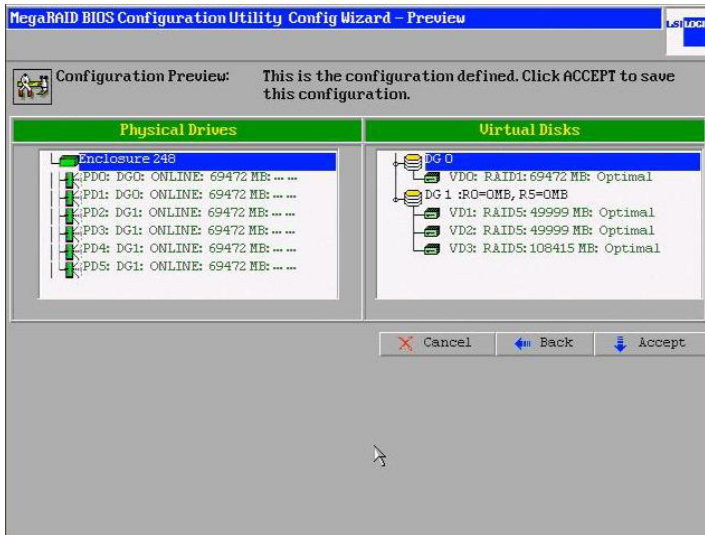 MegaRAID BIOS Configuration Utility Config Wizard – Preview
LSI LOGIC
Configuration Preview:
This is the configuration defined. Click ACCEPT to save
this configuration.
Physical Drives
Enclosure 248
PD0: DG0: ONLINE: 69472 MB: --- ---
PD1: DG0: ONLINE: 69472 MB: --- ---
PD2: DG1: ONLINE: 69472 MB: --- ---
PD3: DG1: ONLINE: 69472 MB: --- ---
PD4: DG1: ONLINE: 69472 MB: --- ---
PD5: DG1: ONLINE: 69472 MB: --- ---
Virtual Disks
DG 0
VD0: RAID1: 69472 MB: Optimal
DG 1 :R0=0MB, R5=0MB
VD1: RAID5: 49999 MB: Optimal
VD2: RAID5: 49999 MB: Optimal
VD3: RAID5: 108415 MB: Optimal
Cancel
Back
Accept